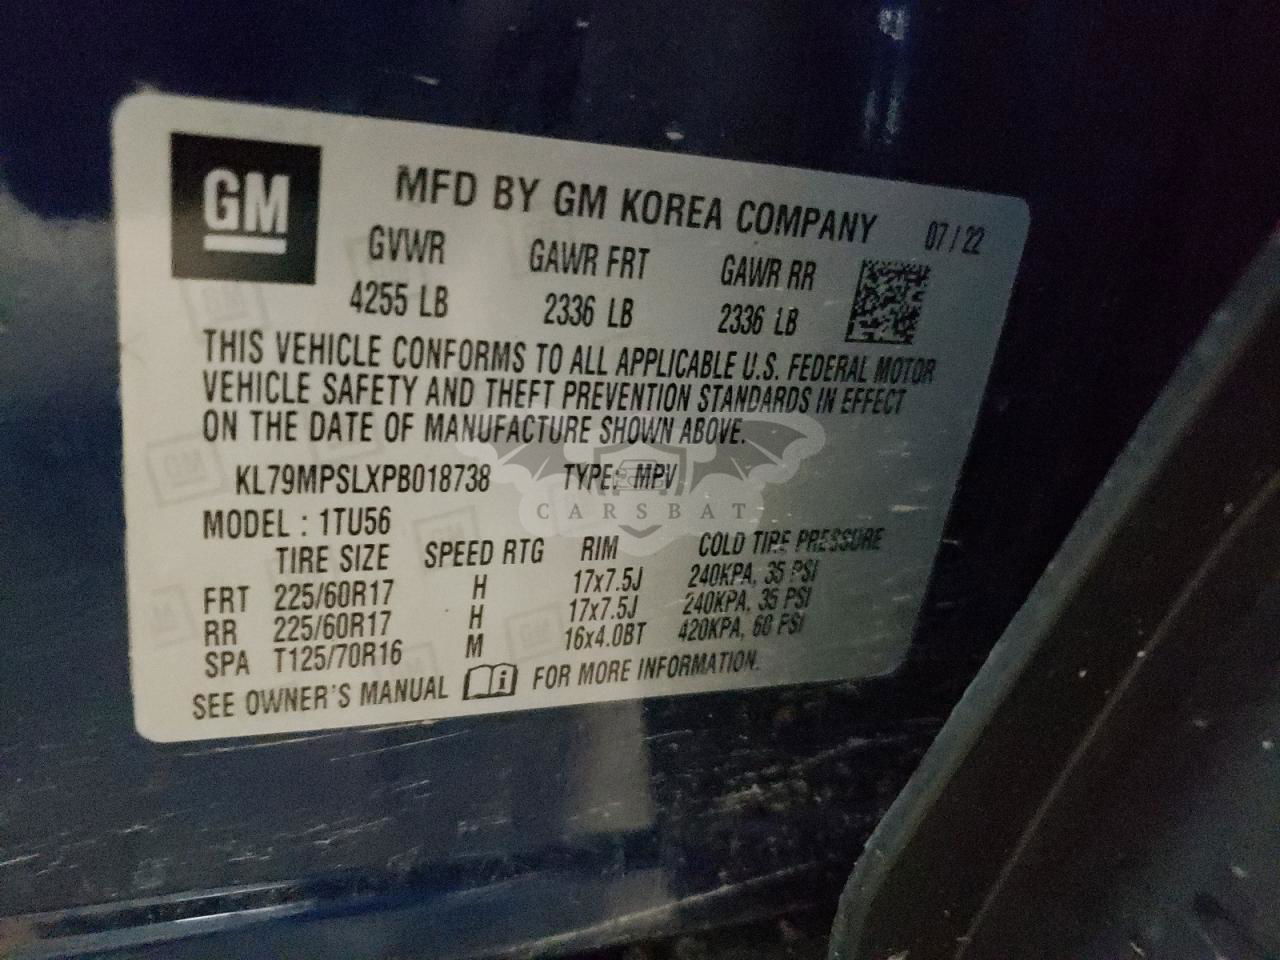 GM
MFD BY GM KOREA COMPANY 07/22
GVWR GAWR FRT GAWR RR
4255 LB 2336 LB 2336 LB
THIS VEHICLE CONFORMS TO ALL APPLICABLE U.S. FEDERAL MOTOR
VEHICLE SAFETY AND THEFT PREVENTION STANDARDS IN EFFECT
ON THE DATE OF MANUFACTURE SHOWN ABOVE.
KL79MPSLXPB018738 TYPE: MPV
CARSBAT
MODEL : 1TU56
TIRE SIZE SPEED RTG RIM COLD TIRE PRESSURE
FRT 225/60R17 H 17x7.5J 240KPA, 35 PSI
RR 225/60R17 H 17x7.5J 240KPA, 35 PSI
SPA T125/70R16 M 16x4.0BT 420KPA, 60 PSI
SEE OWNER'S MANUAL FOR MORE INFORMATION.